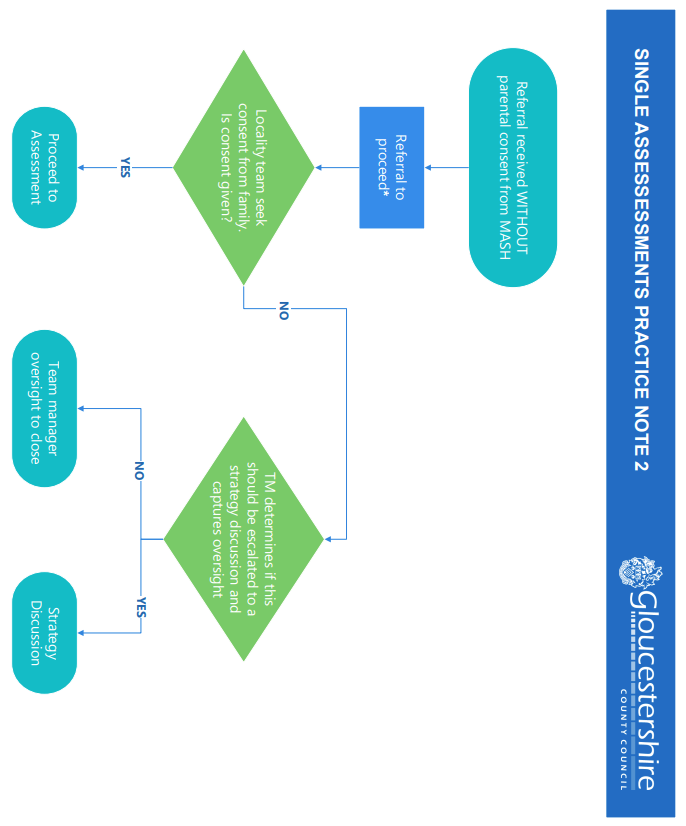 SINGLE ASSESSESSMENTS PRACTICE NOTE 2
Gloucestershire
COUNTY COUNCIL
Referral received WITHOUT
parental consent from MASH
Referral to
proceed*
Locality team seek
consent from family.
Is consent given?
YES
Proceed to
Assessment
NO
TM determines if this
should be escalated to a
strategy discussion and
captures oversight
NO
Team manager
oversight to close
YES
Strategy
Discussion